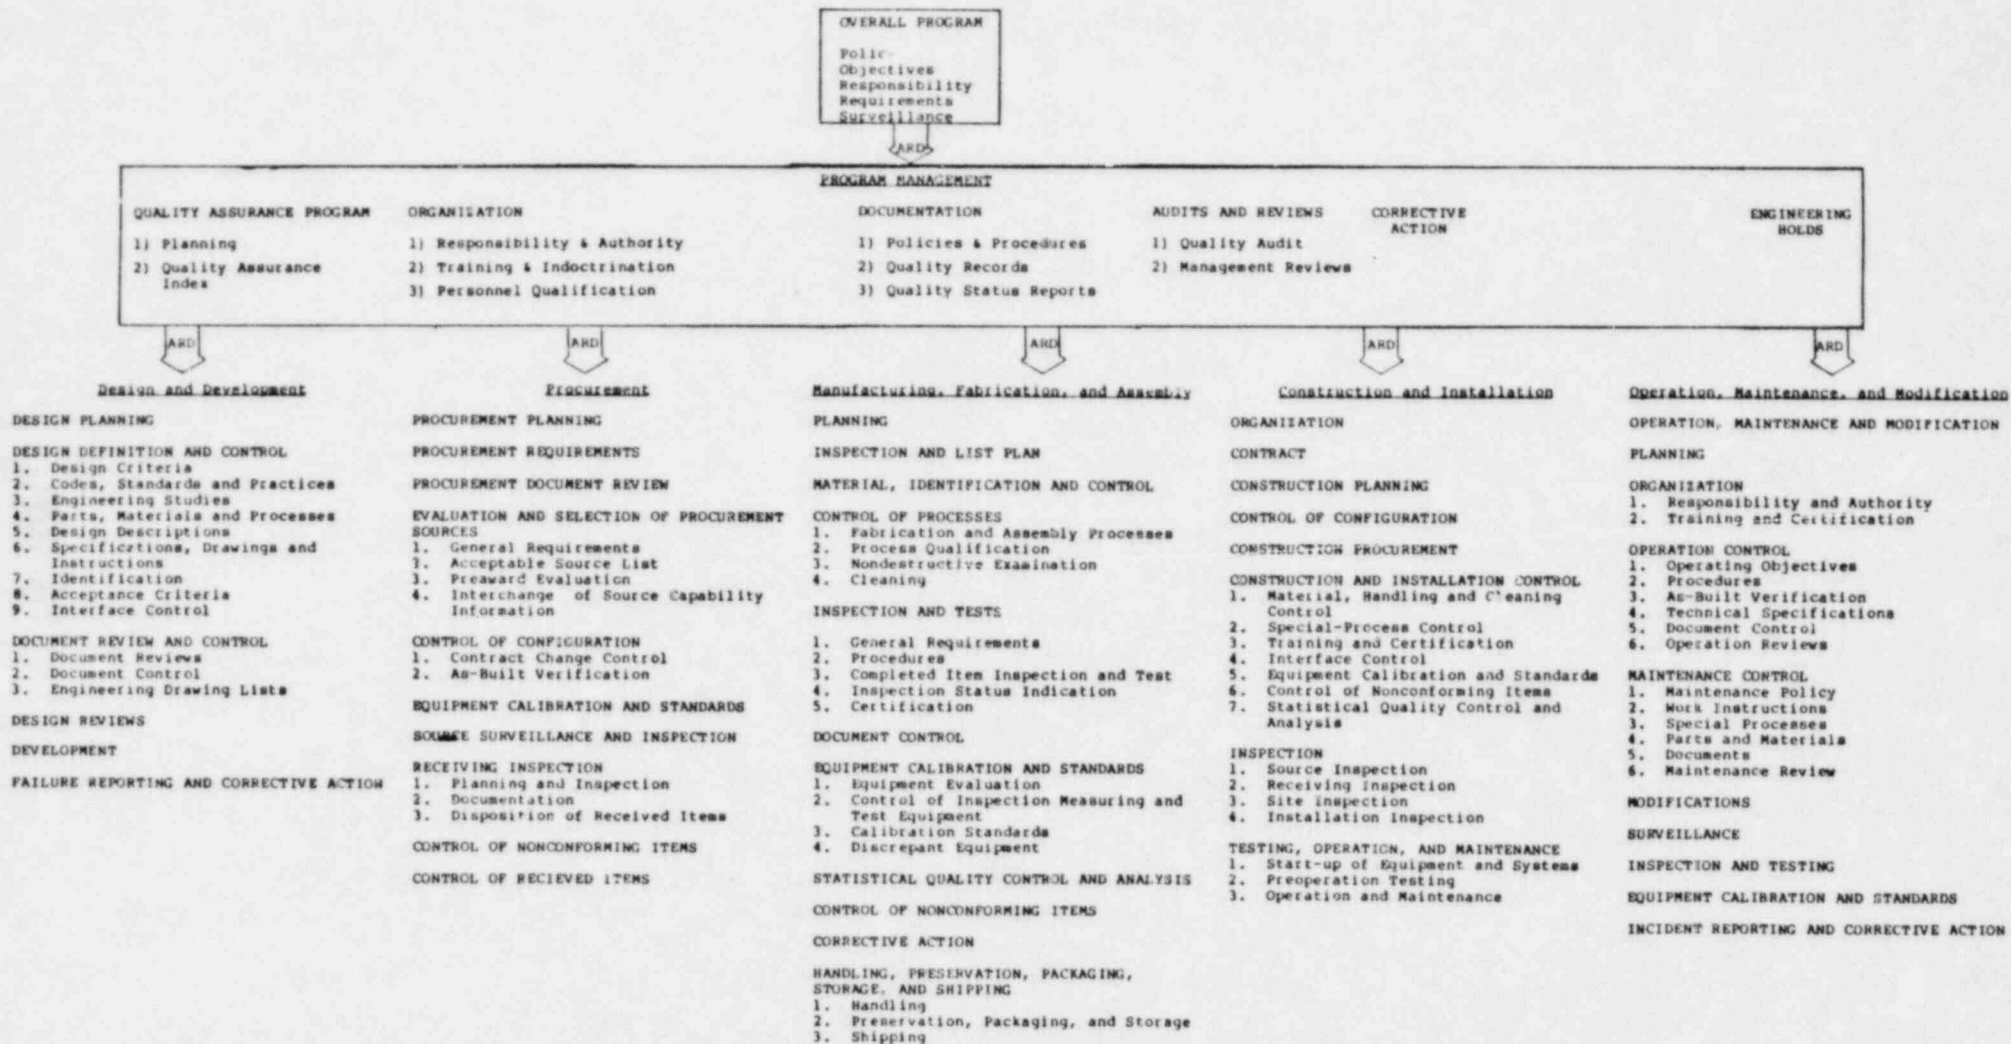 OVERALL PROGRAM
Objectives
Responsibility
Requirements
Surveillance
ARD
PROGRAM MANAGEMENT
QUALITY ASSURANCE PROGRAM
1) Planning
2) Quality Assurance
Index
ORGANIZATION
1) Responsibility & Authority
2) Training & Indoctrination
3) Personnel Qualification
DOCUMENTATION
1) Policies & Procedures
2) Quality Records
3) Quality Status Reports
AUDITS AND REVIEWS
1) Quality Audit
2) Management Reviews
CORRECTIVE
ACTION
ENGINEERING
HOLDS
ARD
ARD
ARD
ARD
ARD
Design and Development
DESIGN PLANNING
DESIGN DEFINITION AND CONTROL
1. Design Criteria
2. Codes, Standards and Practices
3. Engineering Studies
4. Parts, Materials and Processes
5. Design Descriptions
6. Specifications, Drawings and
Instructions
7. Identification
8. Acceptance Criteria
9. Interface Control
DOCUMENT REVIEW AND CONTROL
1. Document Reviews
2. Document Control
3. Engineering Drawing Lists
DESIGN REVIEWS
DEVELOPMENT
FAILURE REPORTING AND CORRECTIVE ACTION
Procurement
PROCUREMENT PLANNING
PROCUREMENT REQUIREMENTS
PROCUREMENT DOCUMENT REVIEW
EVALUATION AND SELECTION OF PROCUREMENT
SOURCES
1. General Requirements
2. Acceptable Source List
3. Preaward Evaluation
4. Interchange of Source Capability
Information
CONTROL OF CONFIGURATION
1. Contract Change Control
2. As-Built Verification
EQUIPMENT CALIBRATION AND STANDARDS
SOURCE SURVEILLANCE AND INSPECTION
RECEIVING INSPECTION
1. Planning and Inspection
2. Documentation
3. Disposition of Received Items
CONTROL OF NONCONFORMING ITEMS
CONTROL OF RECIEVED ITEMS
Manufacturing, Fabrication, and Assembly
PLANNING
INSPECTION AND LIST PLAN
MATERIAL, IDENTIFICATION AND CONTROL
CONTROL OF PROCESSES
1. Fabrication and Assembly Processes
2. Process Qualification
3. Nondestructive Examination
4. Cleaning
INSPECTION AND TESTS
1. General Requirements
2. Procedures
3. Completed Item Inspection and Test
4. Inspection Status Indication
5. Certification
DOCUMENT CONTROL
EQUIPMENT CALIBRATION AND STANDARDS
1. Equipment Evaluation
2. Control of Inspection Measuring and
Test Equipment
3. Calibration Standards
4. Discrepant Equipment
STATISTICAL QUALITY CONTROL AND ANALYSIS
CONTROL OF NONCONFORMING ITEMS
CORRECTIVE ACTION
HANDLING, PRESERVATION, PACKAGING,
STORAGE, AND SHIPPING
1. Handling
2. Preservation, Packaging, and Storage
3. Shipping
Construction and Installation
ORGANIZATION
CONTRACT
CONSTRUCTION PLANNING
CONTROL OF CONFIGURATION
CONSTRUCTION PROCUREMENT
CONSTRUCTION AND INSTALLATION CONTROL
1. Material, Handling and Cleaning
Control
2. Special-Process Control
3. Training and Certification
4. Interface Control
5. Equipment Calibration and Standards
6. Control of Nonconforming Items
7. Statistical Quality Control and
Analysis
INSPECTION
1. Source Inspection
2. Receiving Inspection
3. Site Inspection
4. Installation Inspection
TESTING, OPERATION, AND MAINTENANCE
1. Start-up of Equipment and Systems
2. Preoperation Testing
3. Operation and Maintenance
Operation, Maintenance, and Modification
OPERATION, MAINTENANCE AND MODIFICATION
PLANNING
ORGANIZATION
1. Responsibility and Authority
2. Training and Certification
OPERATION CONTROL
1. Operating Objectives
2. Procedures
3. As-Built Verification
4. Technical Specifications
5. Document Control
6. Operation Reviews
MAINTENANCE CONTROL
1. Maintenance Policy
2. Work Instructions
3. Special Processes
4. Parts and Materials
5. Documents
6. Maintenance Review
MODIFICATIONS
SURVEILLANCE
INSPECTION AND TESTING
EQUIPMENT CALIBRATION AND STANDARDS
INCIDENT REPORTING AND CORRECTIVE ACTION